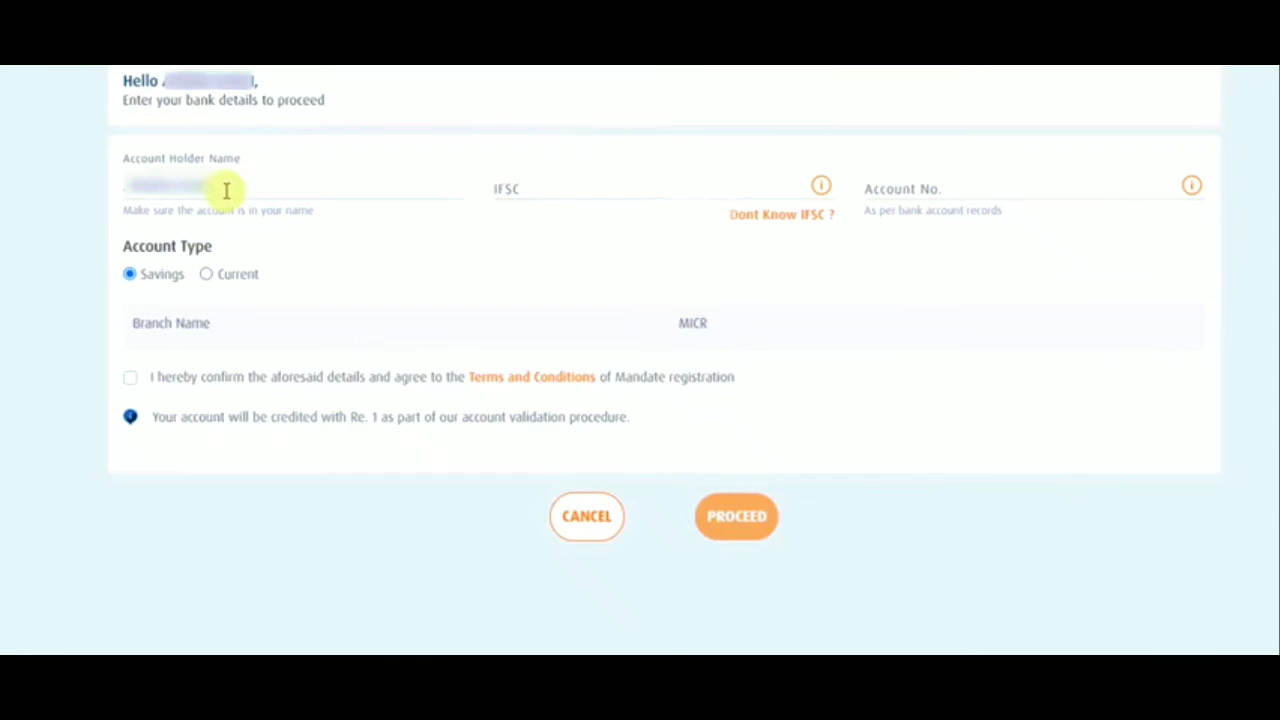 Hello
Enter your bank details to proceed
Account Holder Name
IFSC
Account No.
Make sure the account is in your name
Dont Know IFSC ?
As per bank account records
Account Type
Savings Current
Branch Name MICR
I hereby confirm the aforesaid details and agree to the Terms and Conditions of Mandate registration
Your account will be credited with Re. 1 as part of our account validation procedure.
CANCEL PROCEED